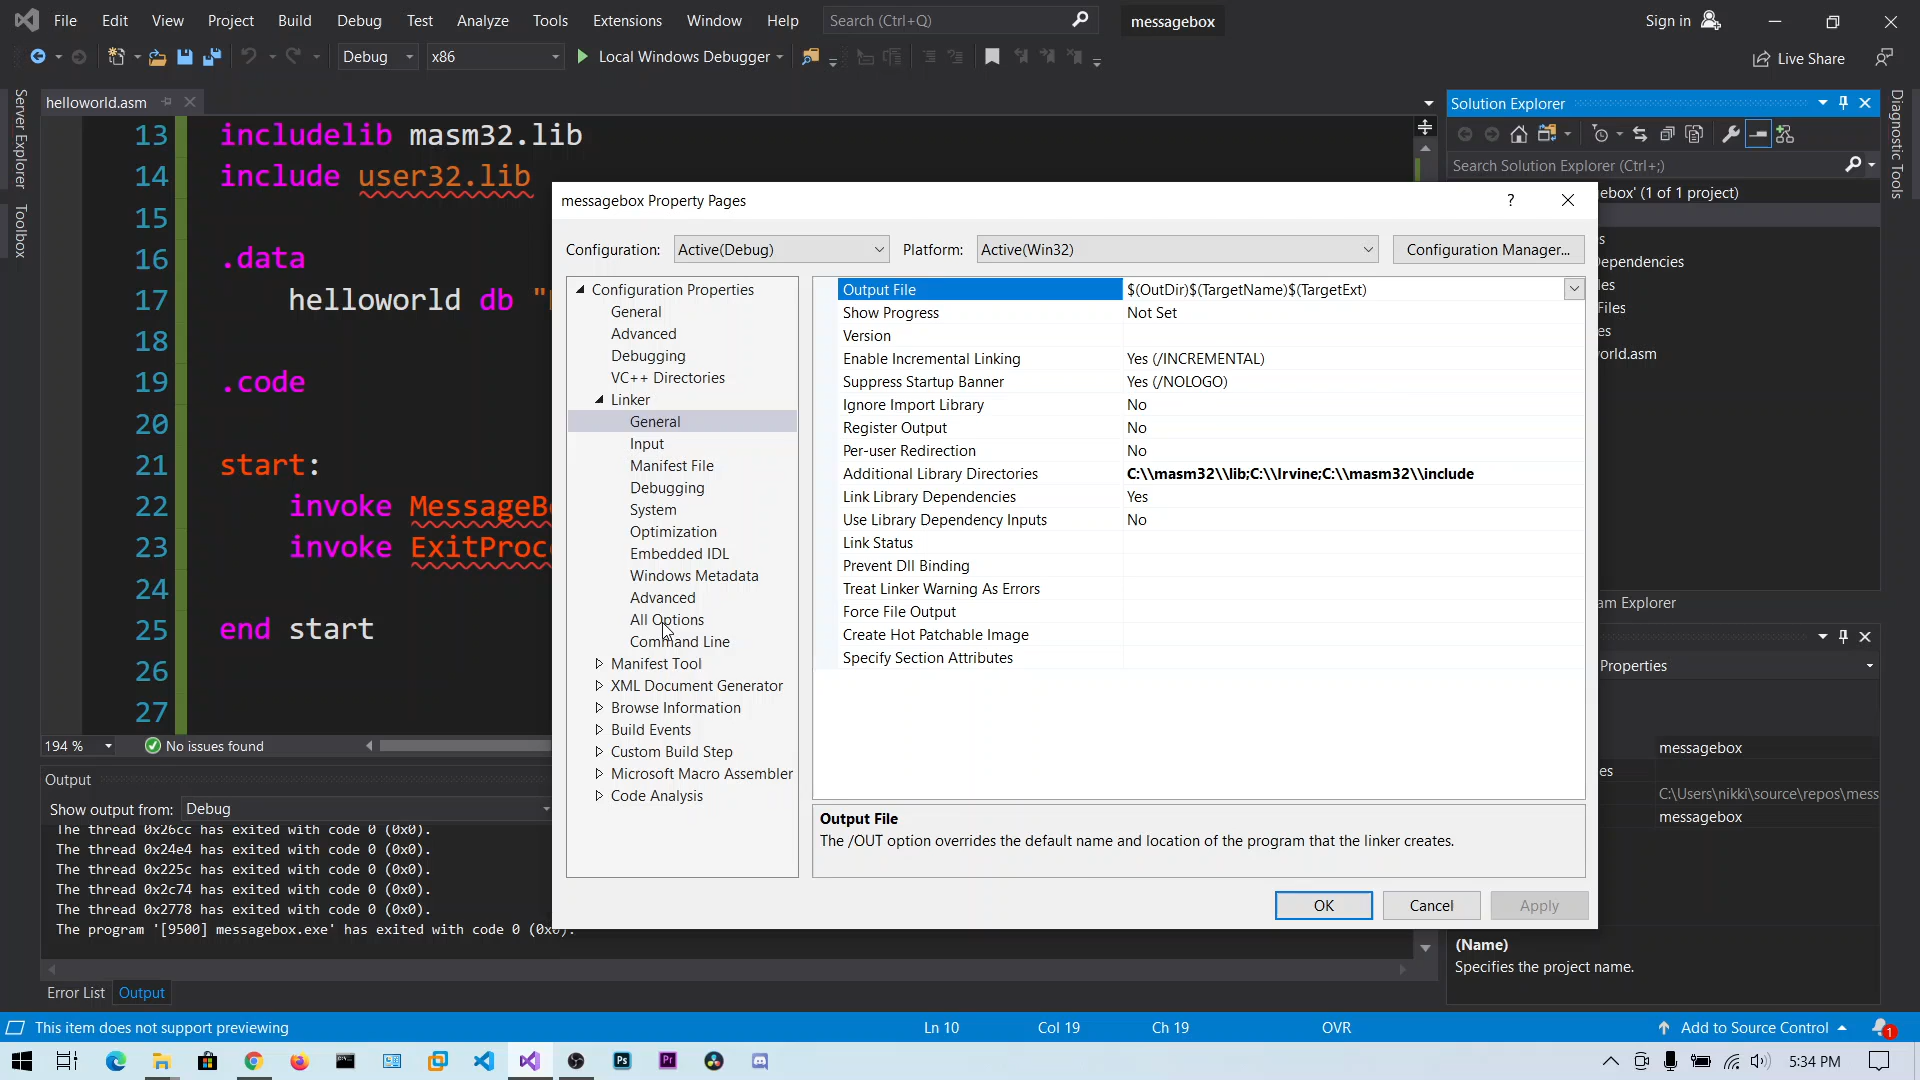 File Edit View Project Build Debug Test Analyze Tools Extensions Window Help Search (Ctrl+Q) messagebox Sign in
Debug x86 Local Windows Debugger Live Share
Server Explorer
Toolbox
helloworld.asm
13 includelib masm32.lib
14 include user32.lib
15
16 .data
17 helloworld db "
18
19 .code
20
21 start:
22 invoke MessageB
23 invoke ExitProc
24
25 end start
26
27
194 % No issues found
Output
Show output from: Debug
The thread 0x26cc has exited with code 0 (0x0).
The thread 0x24e4 has exited with code 0 (0x0).
The thread 0x225c has exited with code 0 (0x0).
The thread 0x2c74 has exited with code 0 (0x0).
The thread 0x2778 has exited with code 0 (0x0).
The program '[9500] messagebox.exe' has exited with code 0 (0x0).
Error List Output
messagebox Property Pages ?
Configuration: Active(Debug) Platform: Active(Win32) Configuration Manager...
Configuration Properties
General
Advanced
Debugging
VC++ Directories
Linker
General
Input
Manifest File
Debugging
System
Optimization
Embedded IDL
Windows Metadata
Advanced
All Options
Command Line
Manifest Tool
XML Document Generator
Browse Information
Build Events
Custom Build Step
Microsoft Macro Assembler
Code Analysis
Output File $(OutDir)$(TargetName)$(TargetExt)
Show Progress Not Set
Version
Enable Incremental Linking Yes (/INCREMENTAL)
Suppress Startup Banner Yes (/NOLOGO)
Ignore Import Library No
Register Output No
Per-user Redirection No
Additional Library Directories C:\\masm32\\lib;C:\\Irvine;C:\\masm32\\include
Link Library Dependencies Yes
Use Library Dependency Inputs No
Link Status
Prevent Dll Binding
Treat Linker Warning As Errors
Force File Output
Create Hot Patchable Image
Specify Section Attributes
Output File
The /OUT option overrides the default name and location of the program that the linker creates.
OK Cancel Apply
Solution Explorer
Search Solution Explorer (Ctrl+;)
ebox' (1 of 1 project)
s
ependencies
les
Files
es
orld.asm
am Explorer
Properties
messagebox
es
C:\Users\nikki\source\repos\mess
messagebox
(Name)
Specifies the project name.
Diagnostic Tools
This item does not support previewing Ln 10 Col 19 Ch 19 OVR Add to Source Control 1
Ps Pr 5:34 PM